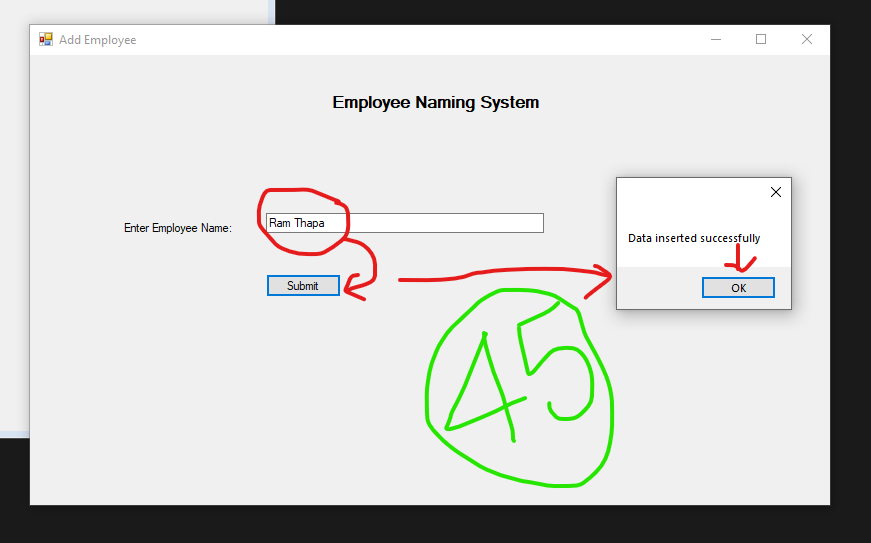 Add Employee
Employee Naming System
Enter Employee Name: Ram Thapa
Data inserted successfully
Submit
OK
45